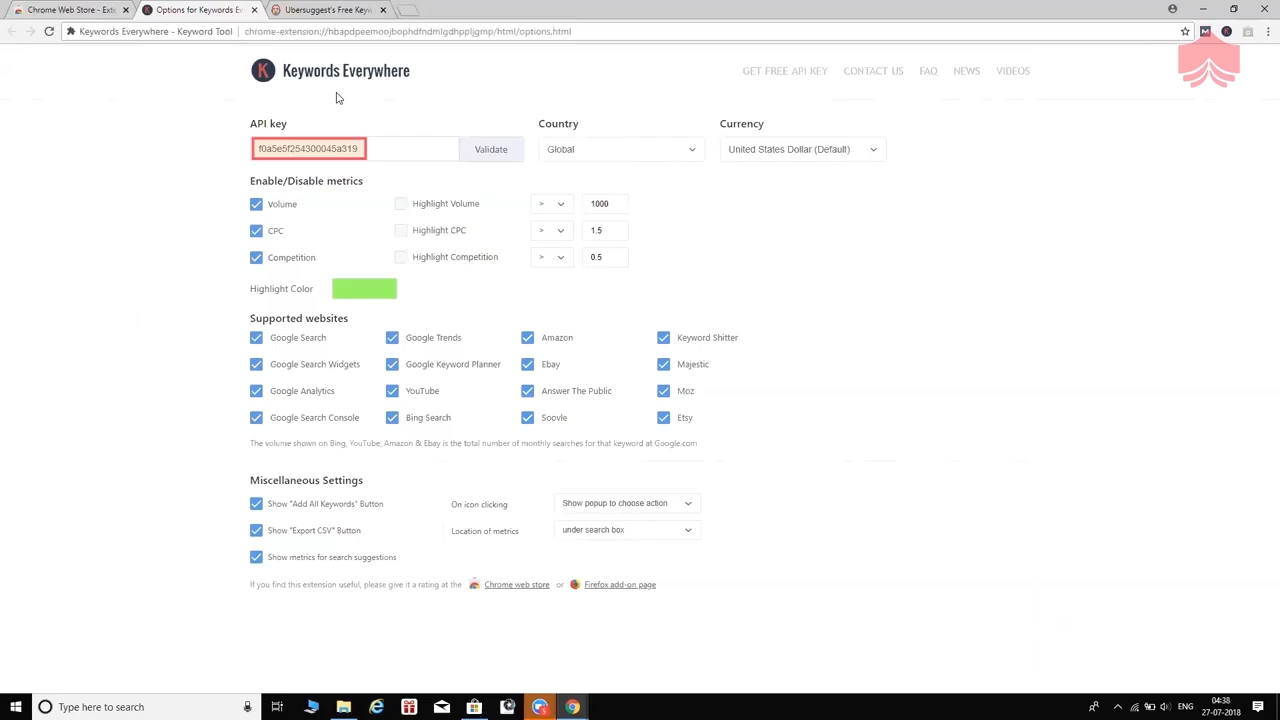 Chrome Web Store - Exte
Options for Keywords Ev
Ubersuggest's Free Keyw
Keywords Everywhere - Keyword Tool
chrome-extension://hbapdpeemoojbophdfndmlgdhppljgmp/html/options.html
K Keywords Everywhere
GET FREE API KEY CONTACT US FAQ NEWS VIDEOS
API key Country Currency
f0a5e5f254300045a319 Validate Global United States Dollar (Default)
Enable/Disable metrics
Volume Highlight Volume > 1000
CPC Highlight CPC > 1.5
Competition Highlight Competition > 0.5
Highlight Color
Supported websites
Google Search Google Trends Amazon Keyword Shitter
Google Search Widgets Google Keyword Planner Ebay Majestic
Google Analytics YouTube Answer The Public Moz
Google Search Console Bing Search Soovle Etsy
The volume shown on Bing, YouTube, Amazon & Ebay is the total number of monthly searches for that keyword at Google.com
Miscellaneous Settings
Show "Add All Keywords" Button On icon clicking Show popup to choose action
Show "Export CSV" Button Location of metrics under search box
Show metrics for search suggestions
If you find this extension useful, please give it a rating at the Chrome web store or Firefox add-on page
Type here to search
ENG
04:38
27-07-2018